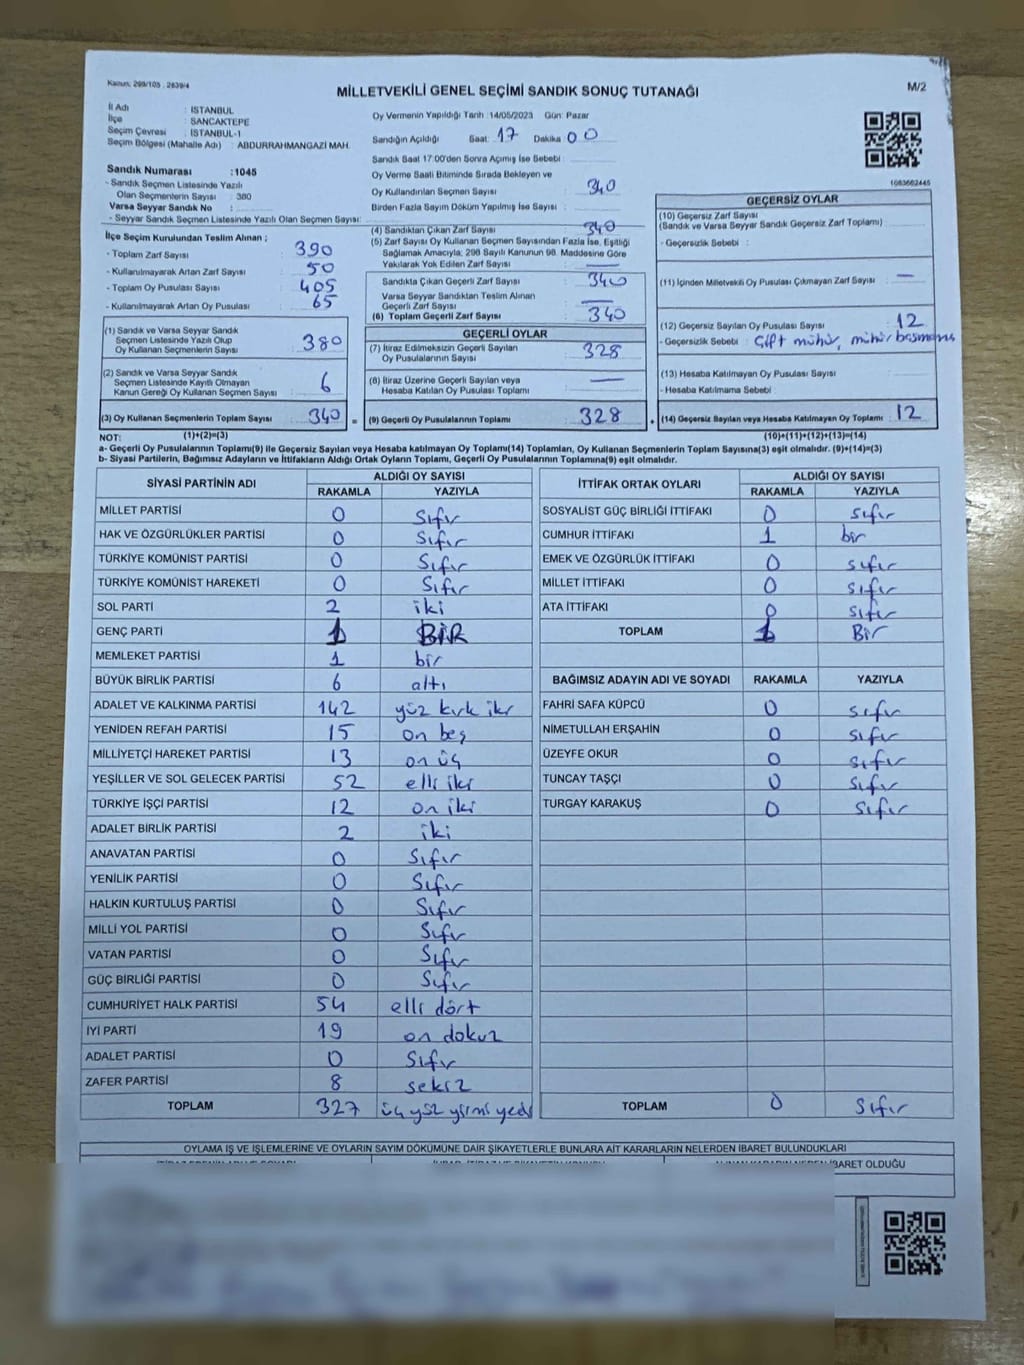 Kanun: 298/105 , 2839/4
MİLLETVEKİLİ GENEL SEÇİMİ SANDIK SONUÇ TUTANAĞI
M/2
İl Adı : İSTANBUL
İlçe : SANCAKTEPE
Seçim Çevresi : İSTANBUL-1
Seçim Bölgesi (Mahalle Adı) : ABDURRAHMANGAZİ MAH.
Sandık Numarası : 1045
- Sandık Seçmen Listesinde Yazılı
Olan Seçmenlerin Sayısı : 380
Varsa Seyyar Sandık No :
- Seyyar Sandık Seçmen Listesinde Yazılı Olan Seçmen Sayısı:
Oy Vermenin Yapıldığı Tarih :14/05/2023 Gün: Pazar
Sandığın Açıldığı Saat: 17 Dakika 00
Sandık Saat 17:00'den Sonra Açılmış İse Sebebi :
Oy Verme Saati Bitiminde Sırada Bekleyen ve
Oy Kullandırılan Seçmen Sayısı : 340
Birden Fazla Sayım Döküm Yapılmış İse Sayısı :
1083662445
İlçe Seçim Kurulundan Teslim Alınan ;
- Toplam Zarf Sayısı : 390
- Kullanılmayarak Artan Zarf Sayısı : 50
- Toplam Oy Pusulası : 405
- Kullanılmayarak Artan Oy Pusulası : 65
(1) Sandık ve Varsa Seyyar Sandık
Seçmen Listesinde Yazılı Olup
Oy Kullanan Seçmenlerin Sayısı : 380
(2) Sandık ve Varsa Seyyar Sandık
Seçmen Listesinde Kayıtlı Olmayan
Kanun Gereği Oy Kullanan Seçmen Sayısı : 6
(3) Oy Kullanan Seçmenlerin Toplam Sayısı : 340 =
(4) Sandıktan Çıkan Zarf Sayısı : 340
(5) Zarf Sayısı Oy Kullanan Seçmen Sayısından Fazla İse, Eşitliği
Sağlamak Amacıyla; 298 Sayılı Kanunun 98. Maddesine Göre
Yakılarak Yok Edilen Zarf Sayısı : —
Sandıkta Çıkan Geçerli Zarf Sayısı : 340
Varsa Seyyar Sandıktan Teslim Alınan
Geçerli Zarf Sayısı : —
(6) Toplam Geçerli Zarf Sayısı : 340
GEÇERLİ OYLAR
(7) İtiraz Edilmeksizin Geçerli Sayılan
Oy Pusulalarının Sayısı : 328
(8) İtiraz Üzerine Geçerli Sayılan veya
Hesaba Katılan Oy Pusulası Toplamı : —
(9) Geçerli Oy Pusulalarının Toplamı : 328 +
GEÇERSİZ OYLAR
(10) Geçersiz Zarf Sayısı
(Sandık ve Varsa Seyyar Sandık Geçersiz Zarf Toplamı) :
- Geçersizlik Sebebi :
(11) İçinden Milletvekili Oy Pusulası Çıkmayan Zarf Sayısı : —
(12) Geçersiz Sayılan Oy Pusulası Sayısı : 12
- Geçersizlik Sebebi : Çift mühür, mühür basmama
(13) Hesaba Katılmayan Oy Pusulası Sayısı :
- Hesaba Katılmama Sebebi :
(14) Geçersiz Sayılan veya Hesaba Katılmayan Oy Toplamı : 12
NOT: (1)+(2)=(3) (10)+(11)+(12)+(13)=(14)
a- Geçerli Oy Pusulalarının Toplamı(9) ile Geçersiz Sayılan veya Hesaba katılmayan Oy Toplamı(14) Toplamları, Oy Kullanan Seçmenlerin Toplam Sayısına(3) eşit olmalıdır. (9)+(14)=(3)
b- Siyasi Partilerin, Bağımsız Adayların ve İttifakların Aldığı Ortak Oyların Toplamı, Geçerli Oy Pusulalarının Toplamına(9) eşit olmalıdır.
SİYASİ PARTİNİN ADI ALDIĞI OY SAYISI
RAKAMLA YAZIYLA
MİLLET PARTİSİ 0 Sıfır
HAK VE ÖZGÜRLÜKLER PARTİSİ 0 Sıfır
TÜRKİYE KOMÜNİST PARTİSİ 0 Sıfır
TÜRKİYE KOMÜNİST HAREKETİ 0 Sıfır
SOL PARTİ 2 iki
GENÇ PARTİ 1 BİR
MEMLEKET PARTİSİ 1 bir
BÜYÜK BİRLİK PARTİSİ 6 altı
ADALET VE KALKINMA PARTİSİ 142 yüz kırk iki
YENİDEN REFAH PARTİSİ 15 on beş
MİLLİYETÇİ HAREKET PARTİSİ 13 on üç
YEŞİLLER VE SOL GELECEK PARTİSİ 52 elli iki
TÜRKİYE İŞÇİ PARTİSİ 12 on iki
ADALET BİRLİK PARTİSİ 2 iki
ANAVATAN PARTİSİ 0 Sıfır
YENİLİK PARTİSİ 0 Sıfır
HALKIN KURTULUŞ PARTİSİ 0 Sıfır
MİLLİ YOL PARTİSİ 0 Sıfır
VATAN PARTİSİ 0 Sıfır
GÜÇ BİRLİĞİ PARTİSİ 0 Sıfır
CUMHURİYET HALK PARTİSİ 54 elli dört
İYİ PARTİ 19 on dokuz
ADALET PARTİSİ 0 Sıfır
ZAFER PARTİSİ 8 sekiz
TOPLAM 327 üç yüz yirmi yedi
İTTİFAK ORTAK OYLARI ALDIĞI OY SAYISI
RAKAMLA YAZIYLA
SOSYALİST GÜÇ BİRLİĞİ İTTİFAKI 0 sıfır
CUMHUR İTTİFAKI 1 bir
EMEK VE ÖZGÜRLÜK İTTİFAKI 0 sıfır
MİLLET İTTİFAKI 0 sıfır
ATA İTTİFAKI 0 sıfır
TOPLAM 1 Bir
BAĞIMSIZ ADAYIN ADI VE SOYADI RAKAMLA YAZIYLA
FAHRİ SAFA KÜPCÜ 0 sıfır
NİMETULLAH ERŞAHİN 0 sıfır
ÜZEYFE OKUR 0 sıfır
TUNCAY TAŞÇI 0 sıfır
TURGAY KARAKUŞ 0 sıfır
TOPLAM 0 sıfır
OYLAMA İŞ VE İŞLEMLERİNE VE OYLARIN SAYIM DÖKÜMÜNE DAİR ŞİKAYETLERLE BUNLARA AİT KARARLARIN NELERDEN İBARET BULUNDUKLARI
İBARET OLDUĞU